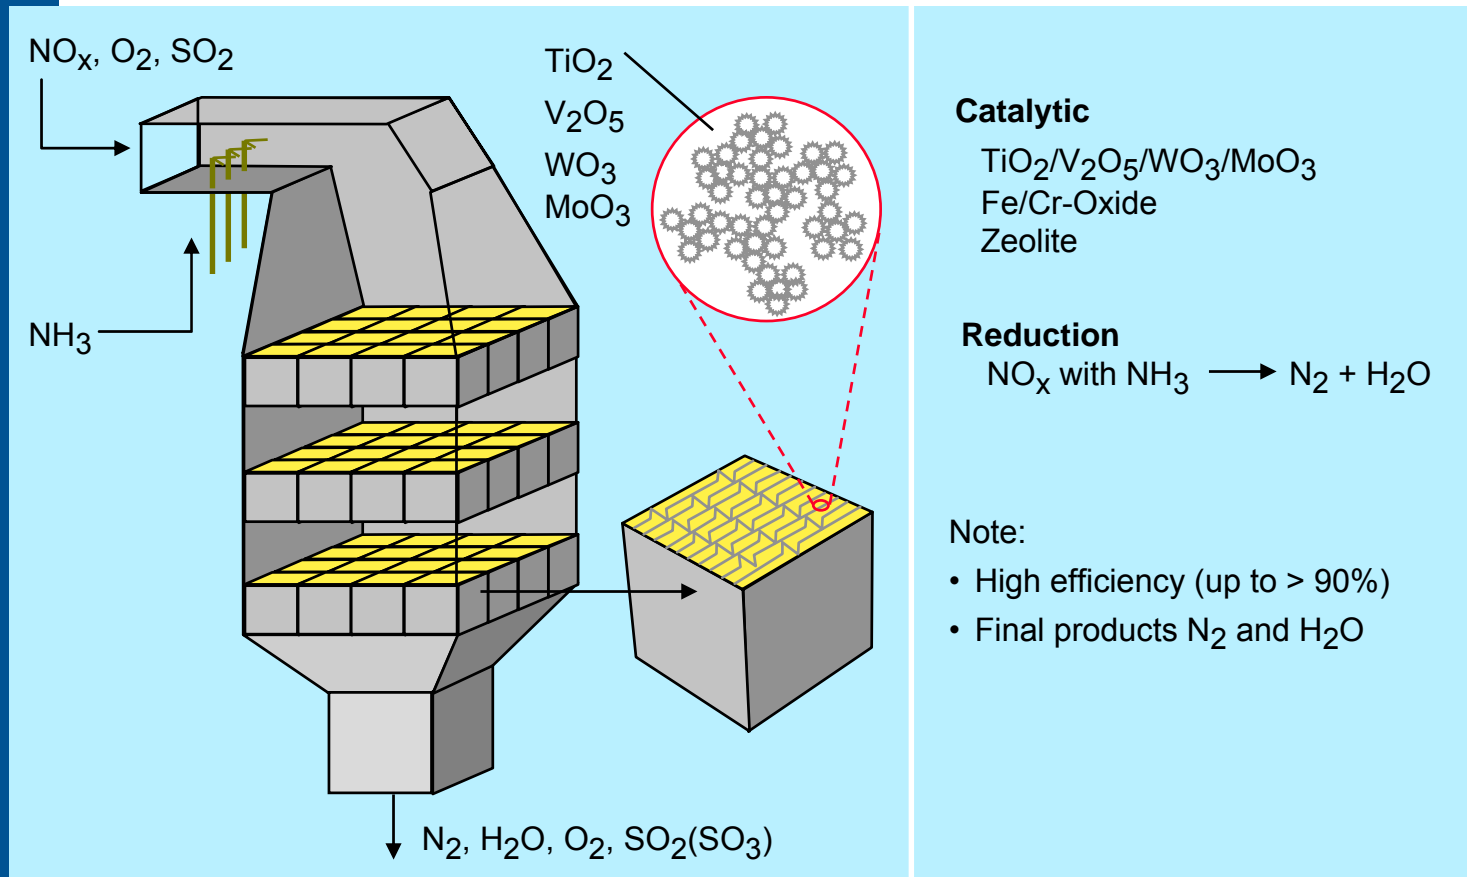 NOx, O2, SO2
NH3
TiO2
V2O5
WO3
MoO3
N2, H2O, O2, SO2(SO3)
Catalytic
TiO2/V2O5/WO3/MoO3
Fe/Cr-Oxide
Zeolite
Reduction
NOx with NH3 → N2 + H2O
Note:
• High efficiency (up to > 90%)
• Final products N2 and H2O